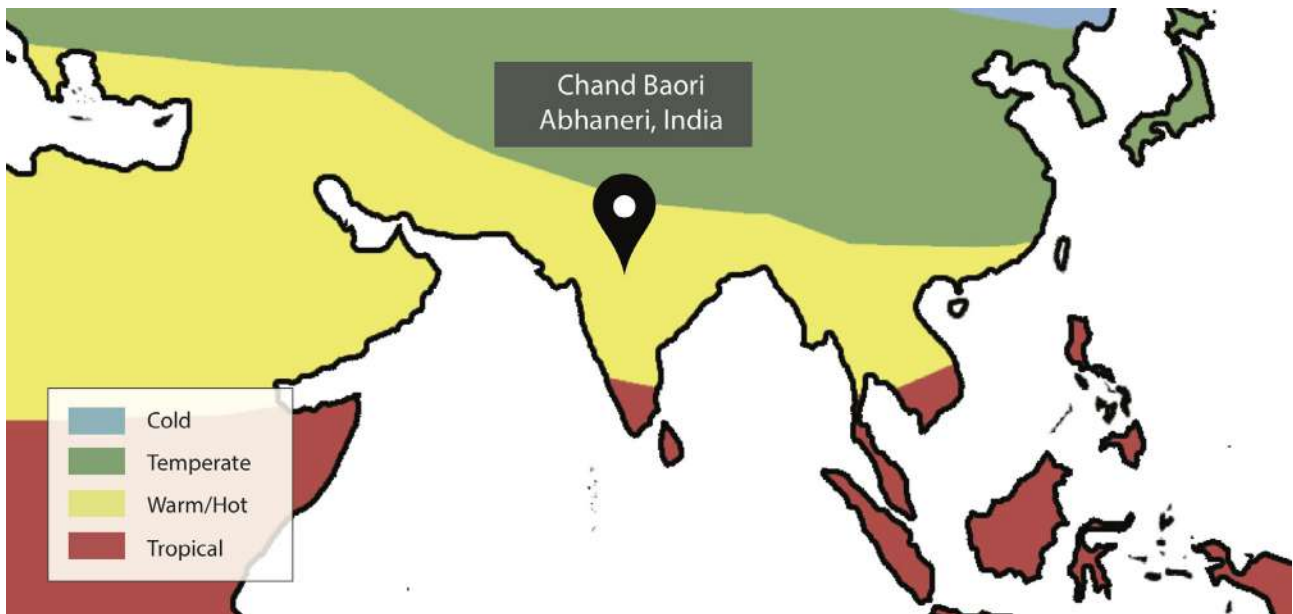 Chand Baori
Abhaneri, India
Cold
Temperate
Warm/Hot
Tropical